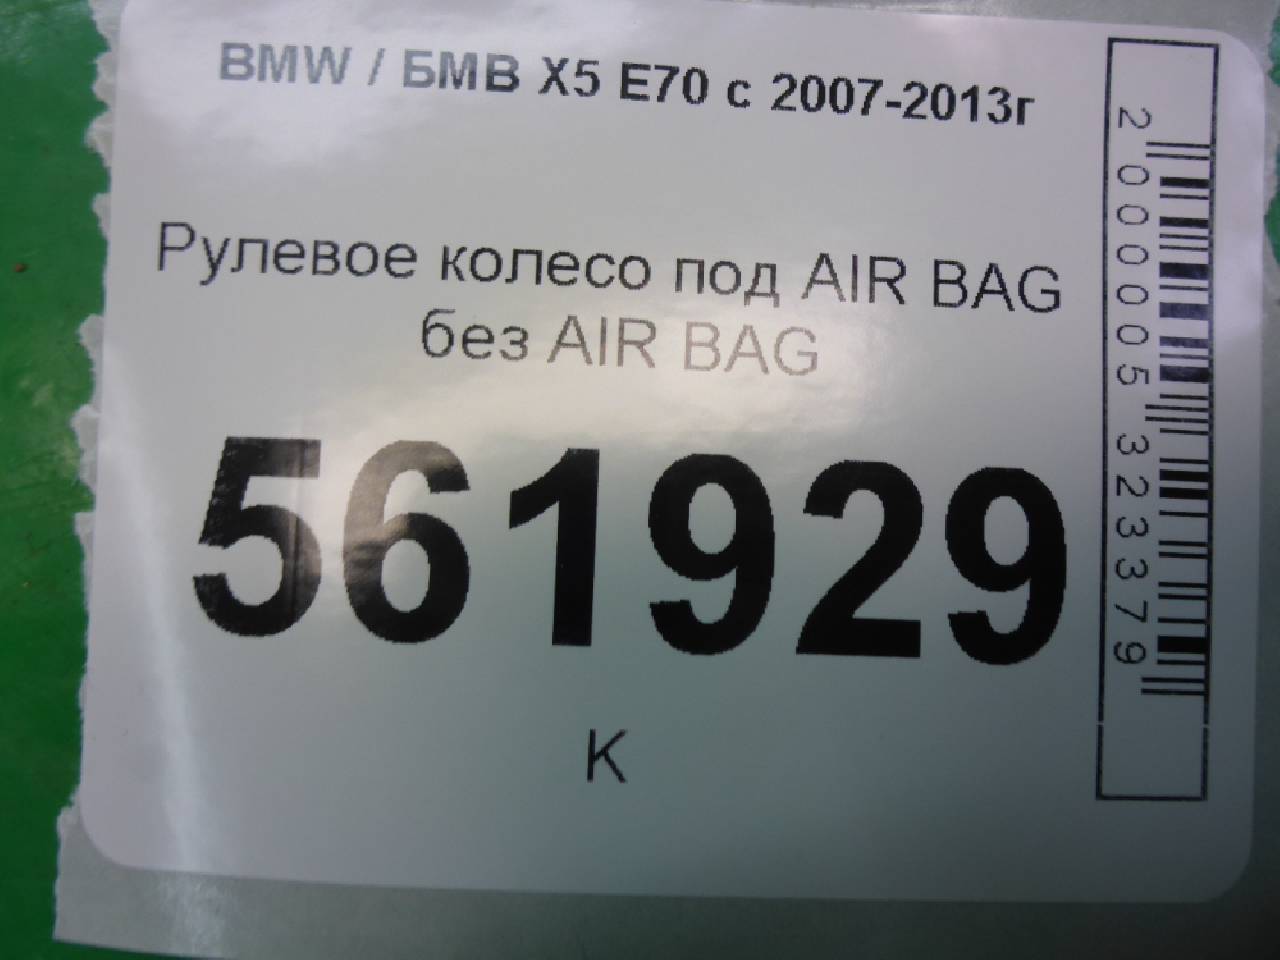 BMW / БМВ X5 E70 с 2007-2013г
Рулевое колесо под AIR BAG
без AIR BAG
561929
К
2000005323379